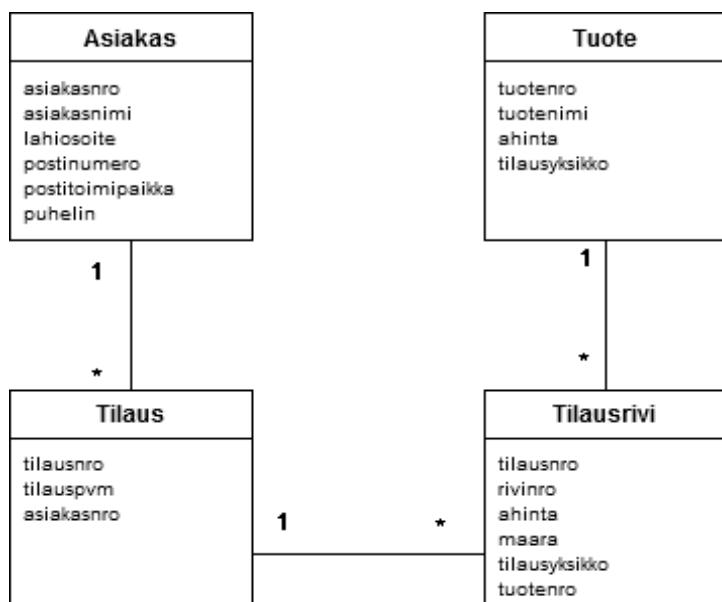 Asiakas
asiakasnro
asiakasnimi
lahiosoite
postinumero
postitoimipaikka
puhelin
Tuote
tuotenro
tuotenimi
ahinta
tilausyksikko
1
*
1
*
Tilaus
tilausnro
tilauspvm
asiakasnro
1
*
Tilausrivi
tilausnro
rivinro
ahinta
maara
tilausyksikko
tuotenro